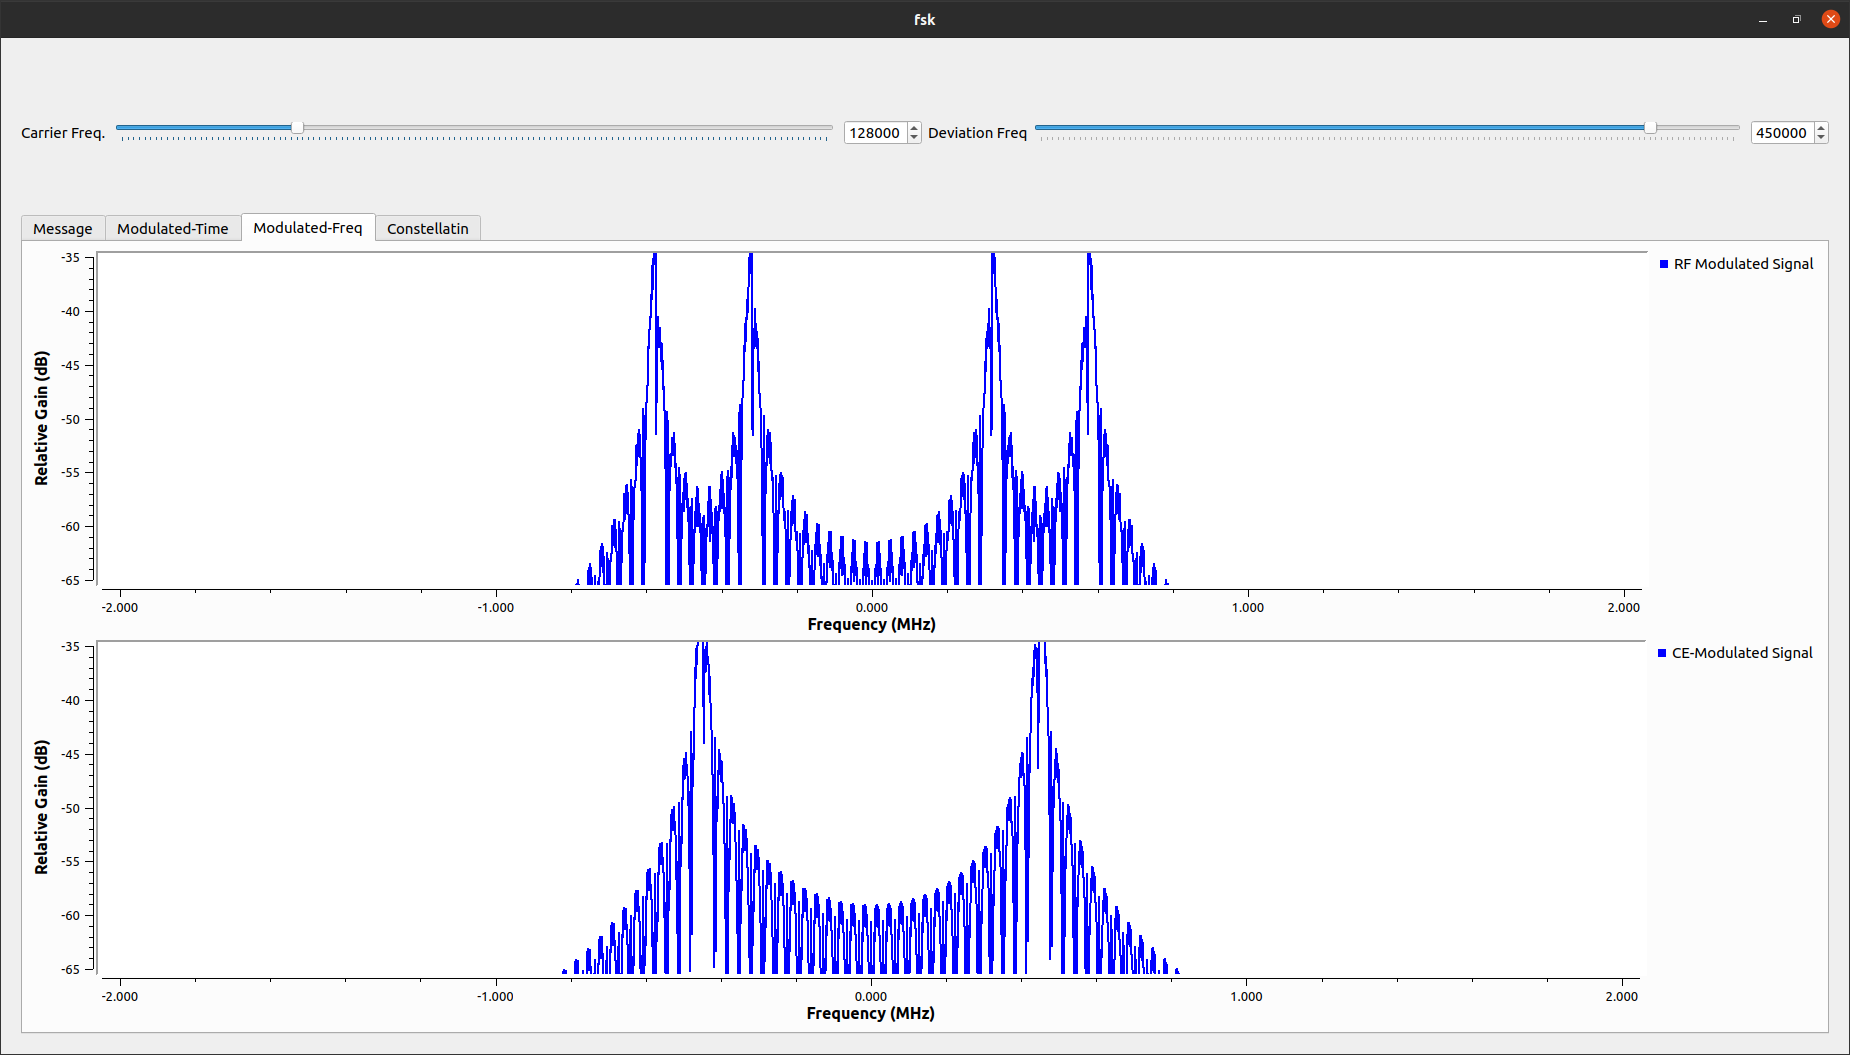 fsk
Carrier Freq. 128000 Deviation Freq 450000
Message Modulated-Time Modulated-Freq Constellatin
-35
-40
-45
-50
-55
-60
-65
Relative Gain (dB)
RF Modulated Signal
-2.000 -1.000 0.000 1.000 2.000
Frequency (MHz)
-35
-40
-45
-50
-55
-60
-65
Relative Gain (dB)
CE-Modulated Signal
-2.000 -1.000 0.000 1.000 2.000
Frequency (MHz)